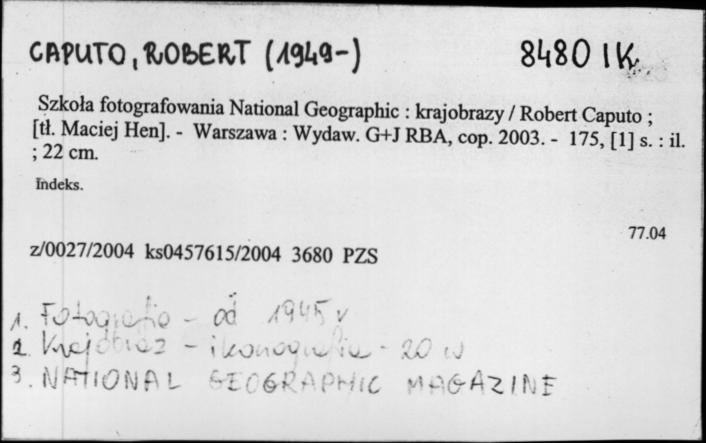 CAPUTO, ROBERT (1949-) 8480 IK
Szkoła fotografowania National Geographic : krajobrazy / Robert Caputo ;
[tł. Maciej Hen]. - Warszawa : Wydaw. G+J RBA, cop. 2003. - 175, [1] s. : il.
; 22 cm.
Indeks.
77.04
z/0027/2004 ks0457615/2004 3680 PZS
1. Fotografia - od 1945 r
2. Krajobraz - ikonografia - 20 w
3. NATIONAL GEOGRAPHIC MAGAZINE